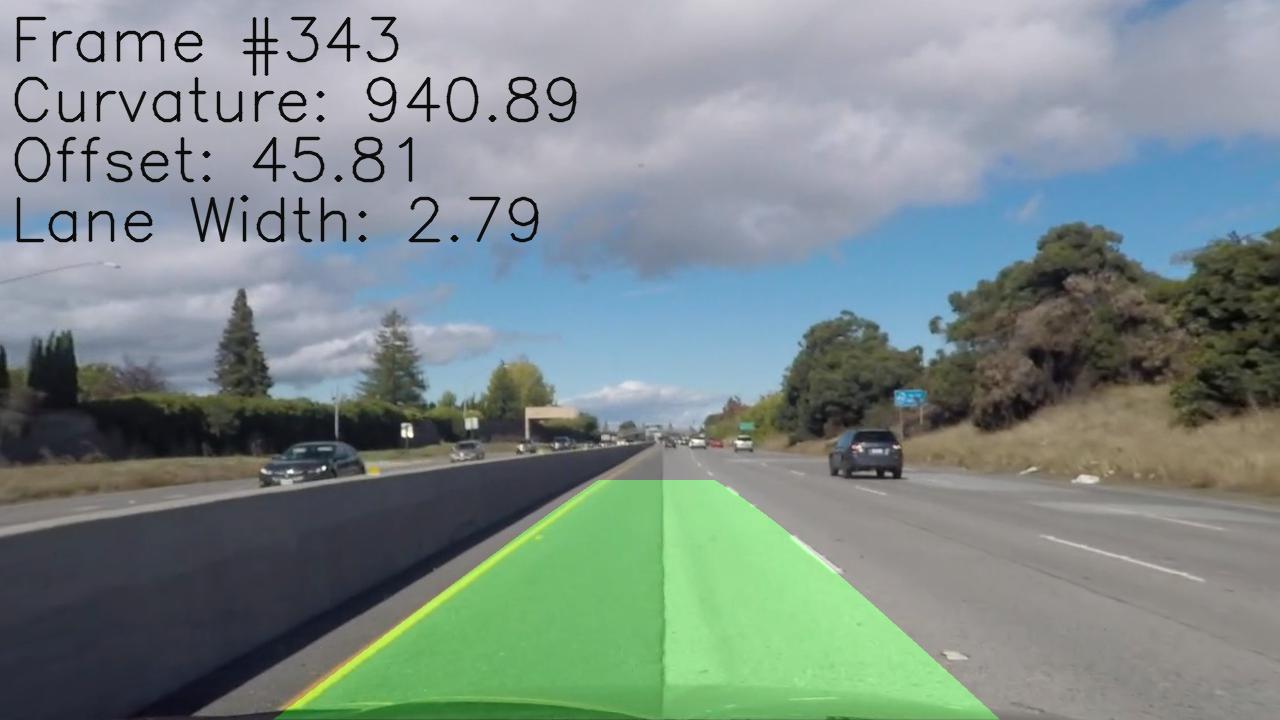 Frame #343
Curvature: 940.89
Offset: 45.81
Lane Width: 2.79